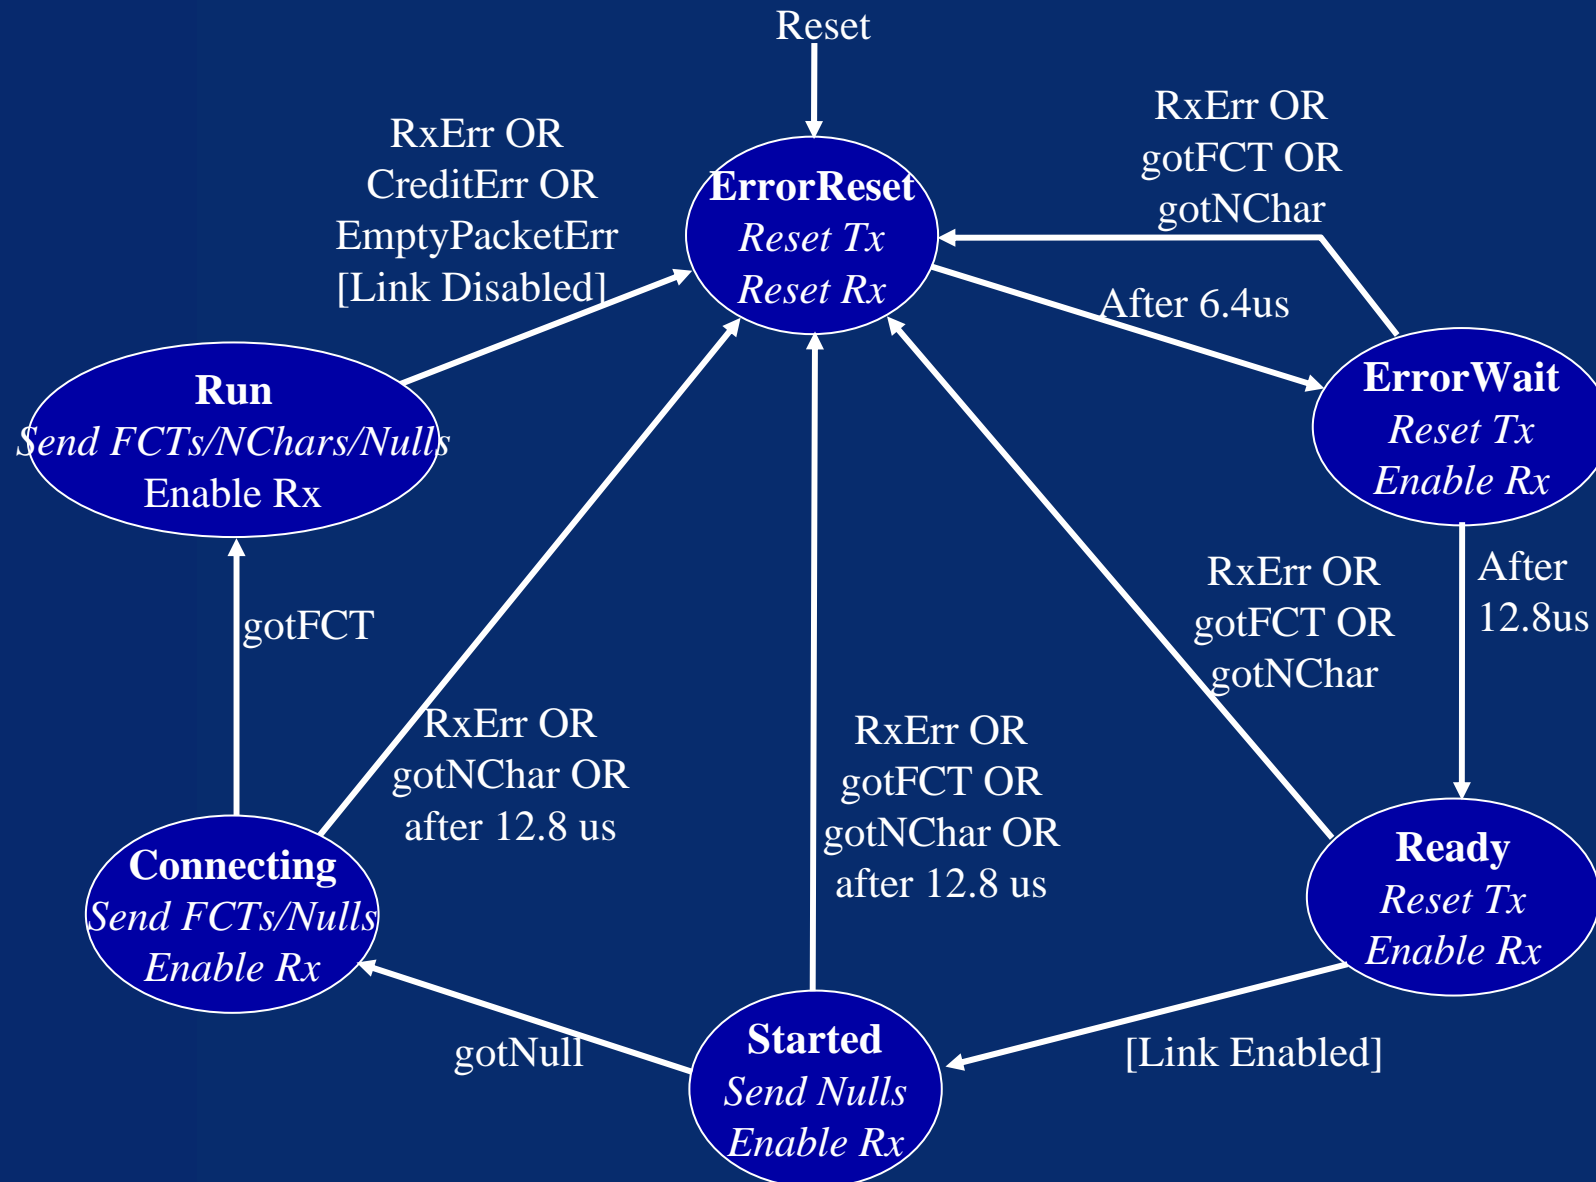 Reset
RxErr OR
CreditErr OR
EmptyPacketErr
[Link Disabled]
ErrorReset
Reset Tx
Reset Rx
RxErr OR
gotFCT OR
gotNChar
After 6.4us
Run
Send FCTs/NChars/Nulls
Enable Rx
ErrorWait
Reset Tx
Enable Rx
gotFCT
RxErr OR
gotNChar OR
after 12.8 us
RxErr OR
gotFCT OR
gotNChar OR
after 12.8 us
RxErr OR
gotFCT OR
gotNChar
After
12.8us
Connecting
Send FCTs/Nulls
Enable Rx
Ready
Reset Tx
Enable Rx
gotNull
Started
Send Nulls
Enable Rx
[Link Enabled]